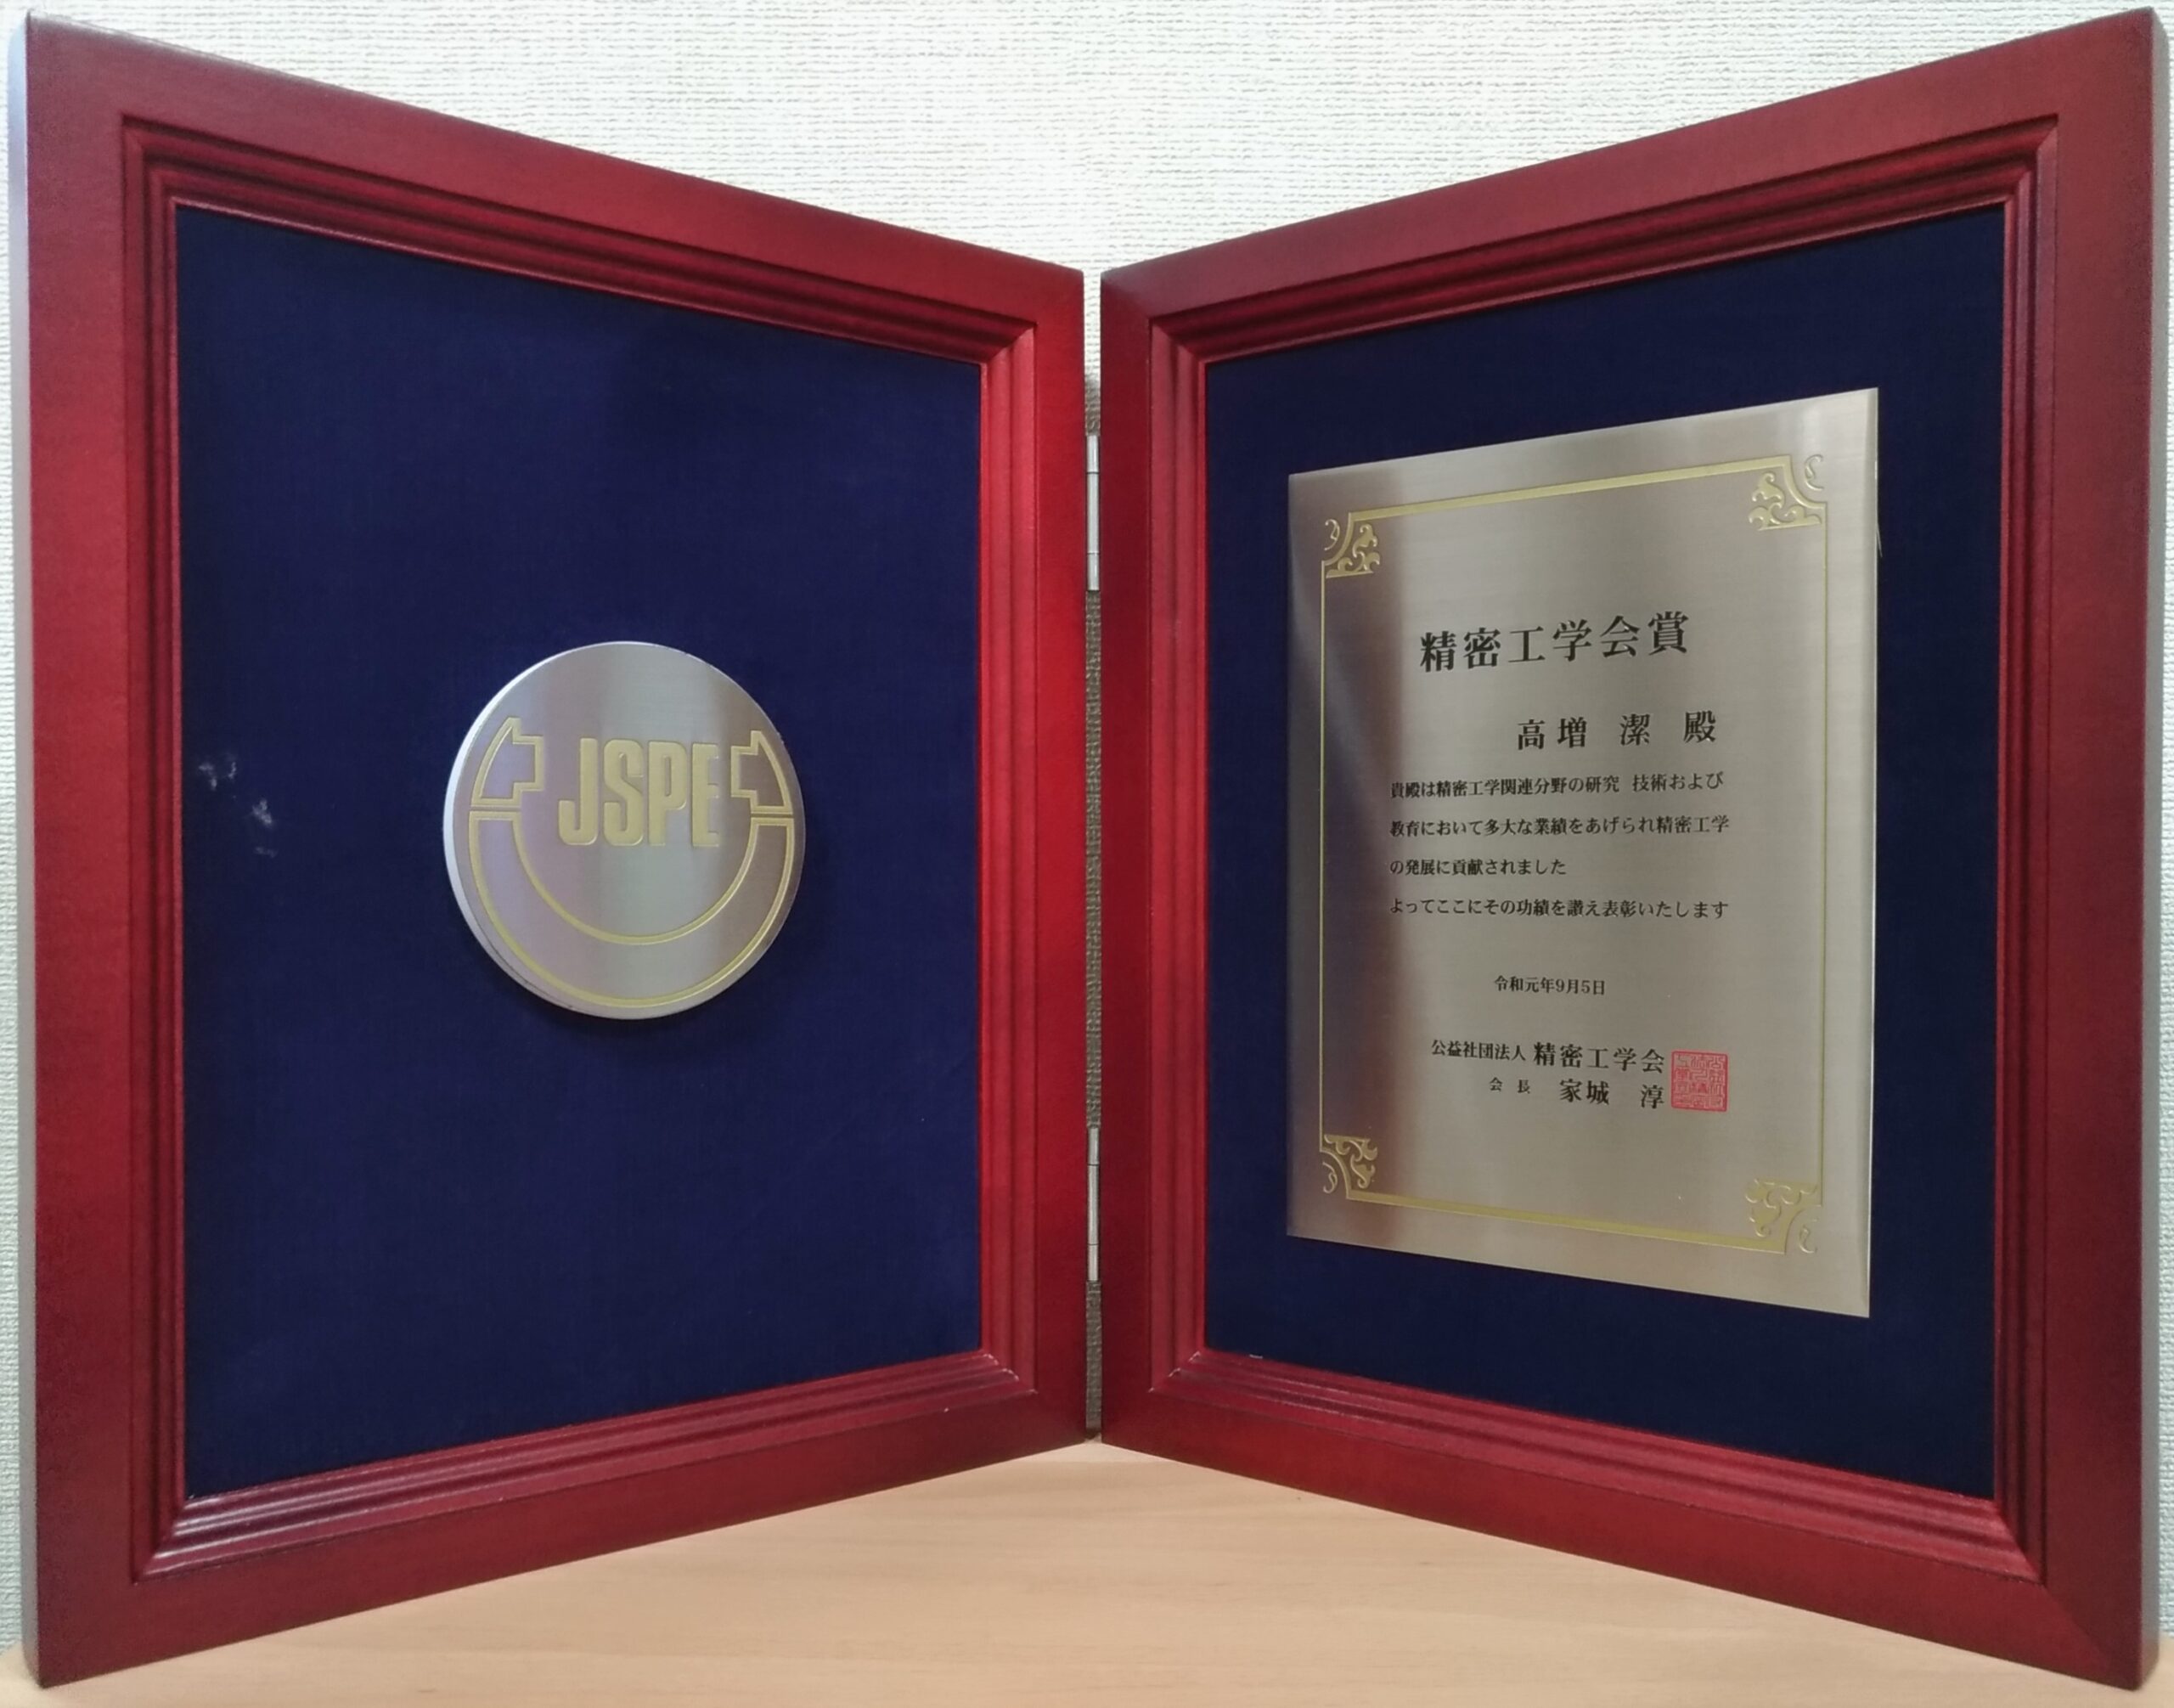 JSPE
精密工学会賞
高増 潔 殿
貴殿は精密工学関連分野の研究 技術および
教育において多大な業績をあげられ精密工学
の発展に貢献されました
よってここにその功績を讃え表彰いたします
令和元年9月5日
公益社団法人 精密工学会
会長 家城 淳